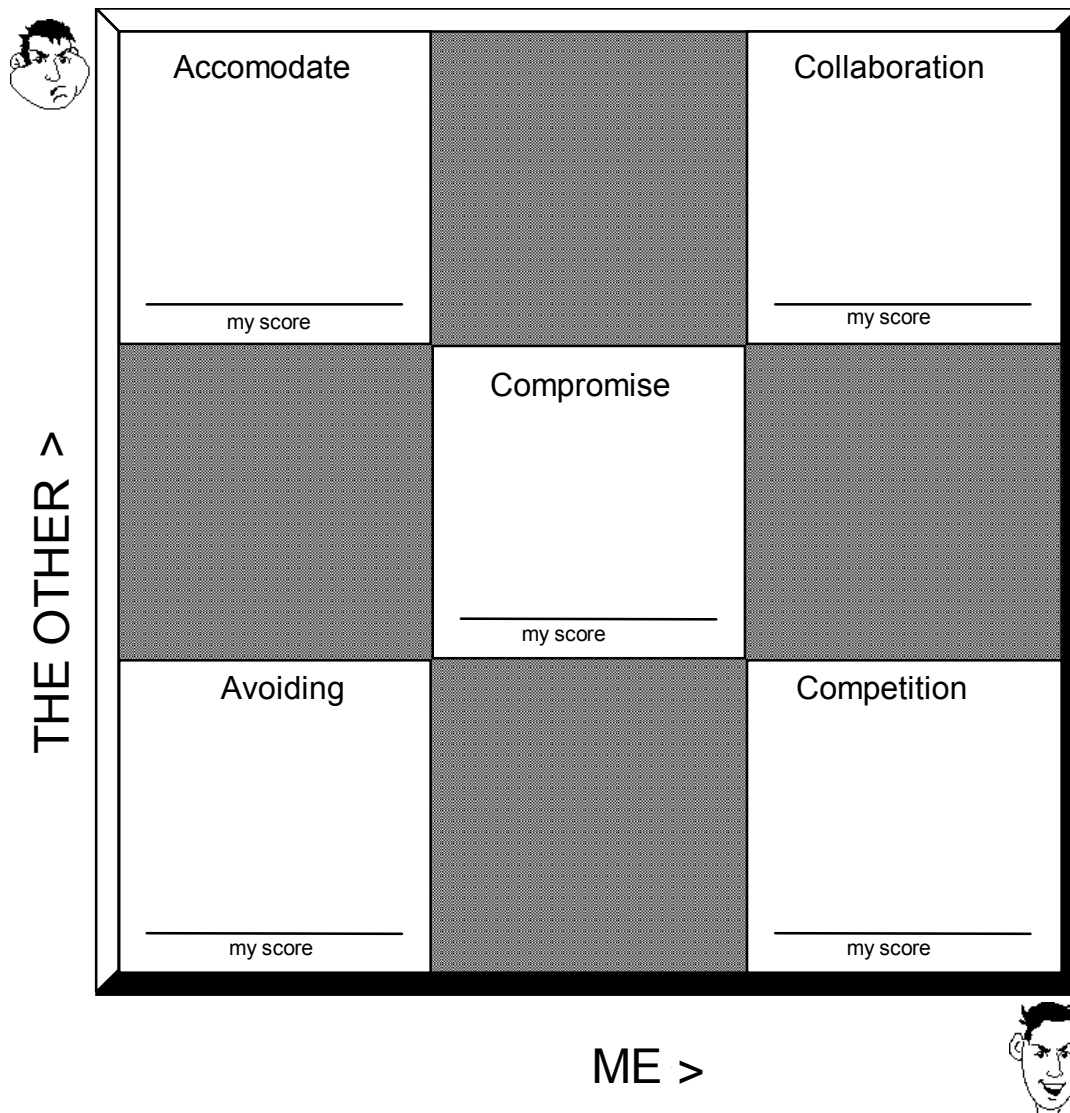 Accomodate
Collaboration
my score
my score
Compromise
my score
THE OTHER >
Avoiding
Competition
my score
my score
ME >